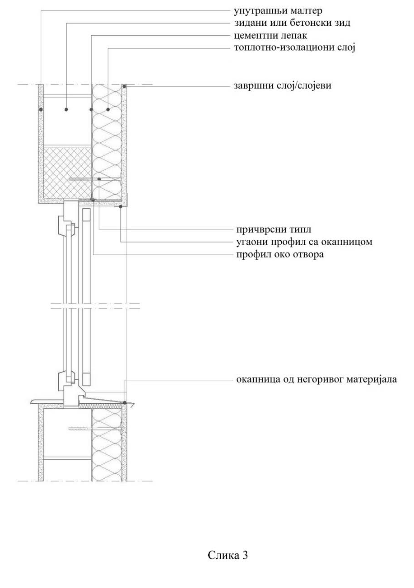 унутрашњи малтер
зидани или бетонски зид
цементни лепак
топлотно-изолациони слој
завршни слој/слојеви
причврсни типл
угаони профил са окапницом
профил око отвора
окапница од негоривог материјала
Слика 3